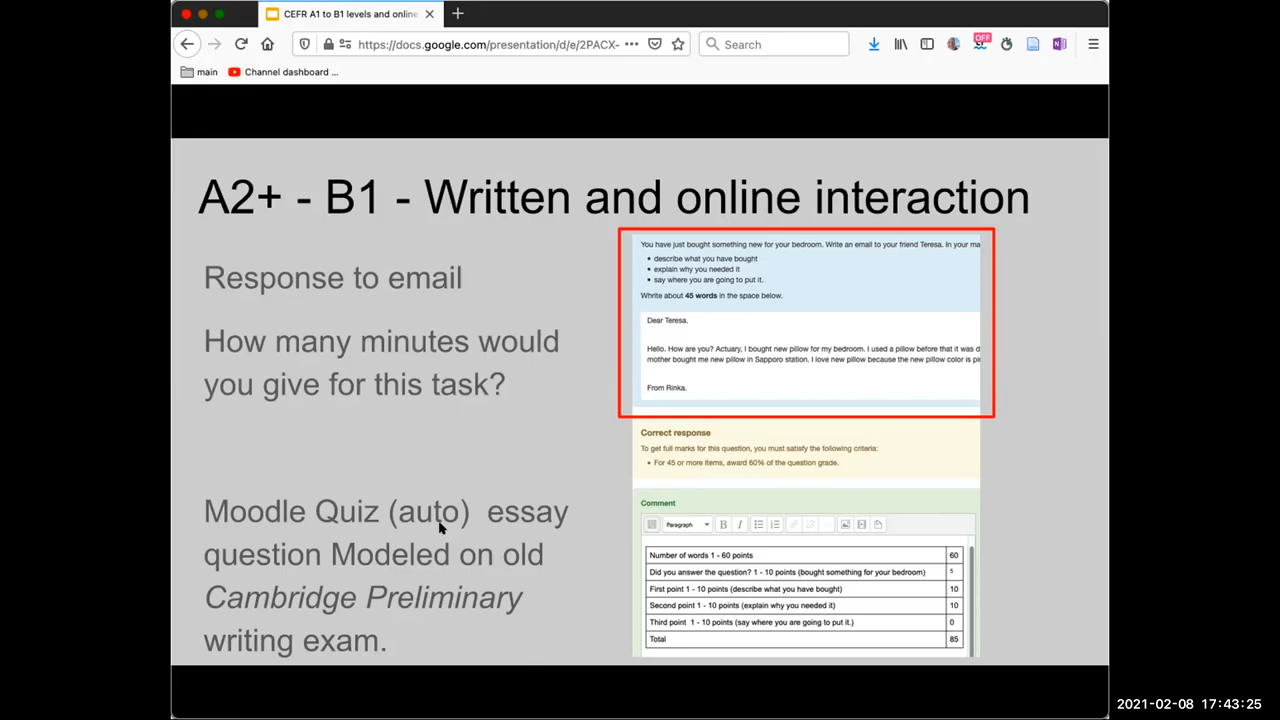 CEFR A1 to B1 levels and online
https://docs.google.com/presentation/d/e/2PACX-
Search
OFF
main
Channel dashboard ...
A2+ - B1 - Written and online interaction
Response to email
How many minutes would
you give for this task?
Moodle Quiz (auto) essay
question Modeled on old
Cambridge Preliminary
writing exam.
You have just bought something new for your bedroom. Write an email to your friend Teresa. In your ma
• describe what you have bought
• explain why you needed it
• say where you are going to put it.
Whrite about 45 words in the space below.
Dear Teresa.
Hello. How are you? Actuary, I bought new pillow for my bedroom. I used a pillow before that it was d
mother bought me new pillow in Sapporo station. I love new pillow because the new pillow color is pi
From Rinka.
Correct response
To get full marks for this question, you must satisfy the following criteria:
• For 45 or more items, award 60% of the question grade.
Comment
Paragraph B I
Number of words 1 - 60 points 60
Did you answer the question? 1 - 10 points (bought something for your bedroom) 5
First point 1 - 10 points (describe what you have bought) 10
Second point 1 - 10 points (explain why you needed it) 10
Third point 1 - 10 points (say where you are going to put it.) 0
Total 85
2021-02-08 17:43:25